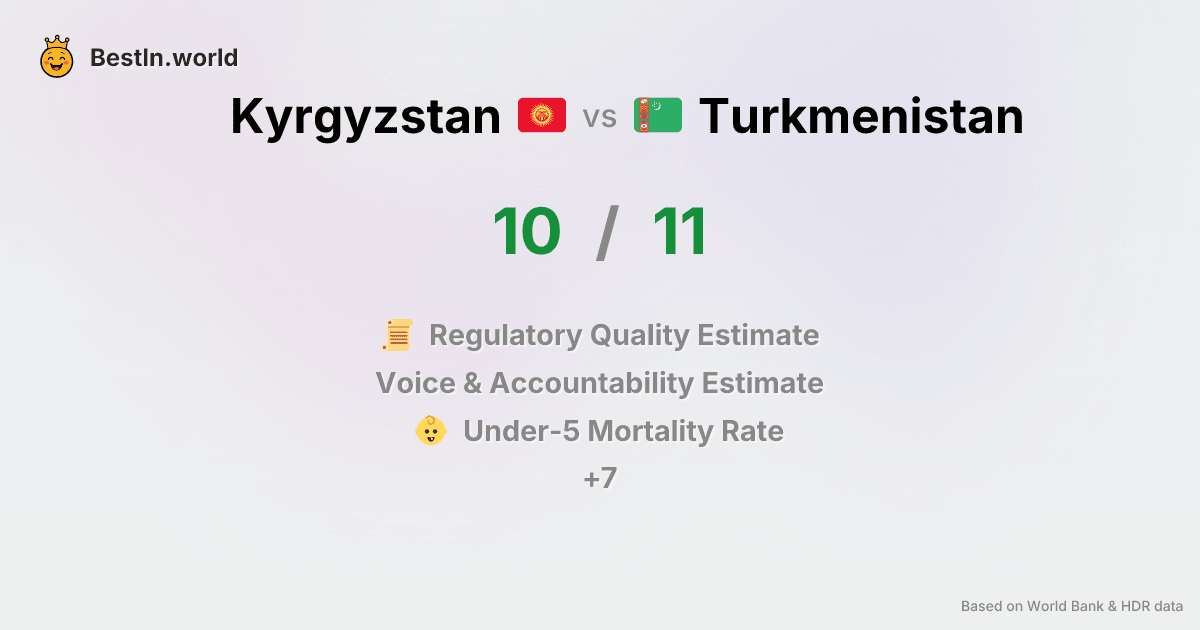 BestIn.world
Kyrgyzstan vs Turkmenistan
10 / 11
Regulatory Quality Estimate
Voice & Accountability Estimate
Under-5 Mortality Rate
+7
Based on World Bank & HDR data